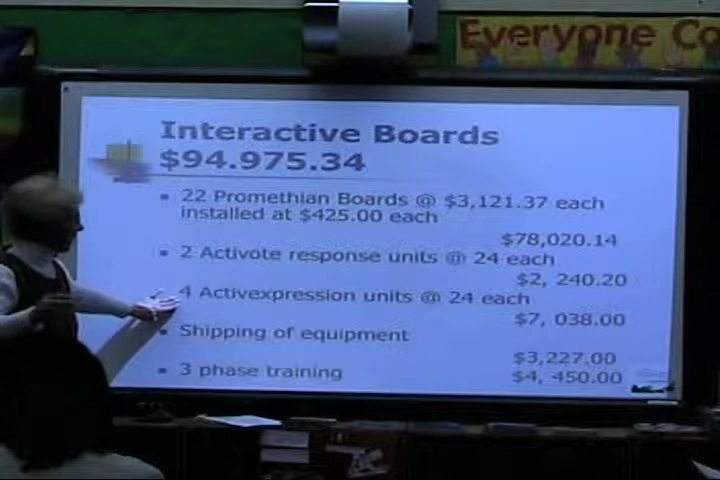 Everyone Co
Interactive Boards
$94.975.34
22 Promethian Boards @ $3,121.37 each
installed at $425.00 each
$78,020.14
2 Activote response units @ 24 each
$2, 240.20
4 Activexpression units @ 24 each
$7, 038.00
Shipping of equipment
$3,227.00
3 phase training
$4, 450.00